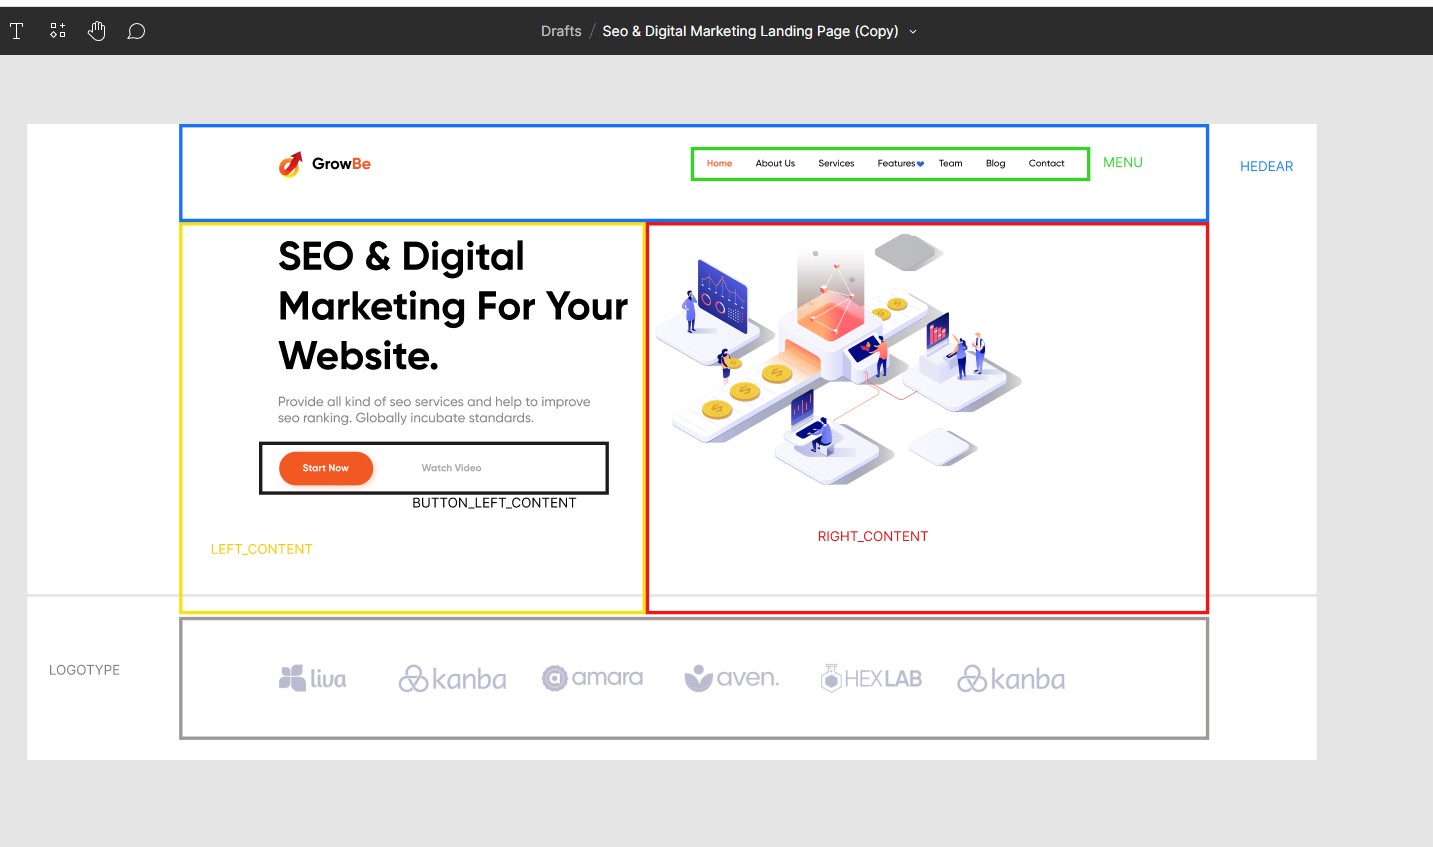 Drafts / Seo & Digital Marketing Landing Page (Copy)
GrowBe
Home About Us Services Features Team Blog Contact
MENU
HEDEAR
SEO & Digital
Marketing For Your
Website.
Provide all kind of seo services and help to improve
seo ranking. Globally incubate standards.
Start Now Watch Video
BUTTON_LEFT_CONTENT
RIGHT_CONTENT
LEFT_CONTENT
LOGOTYPE
liva kanba amara aven. HEXLAB kanba